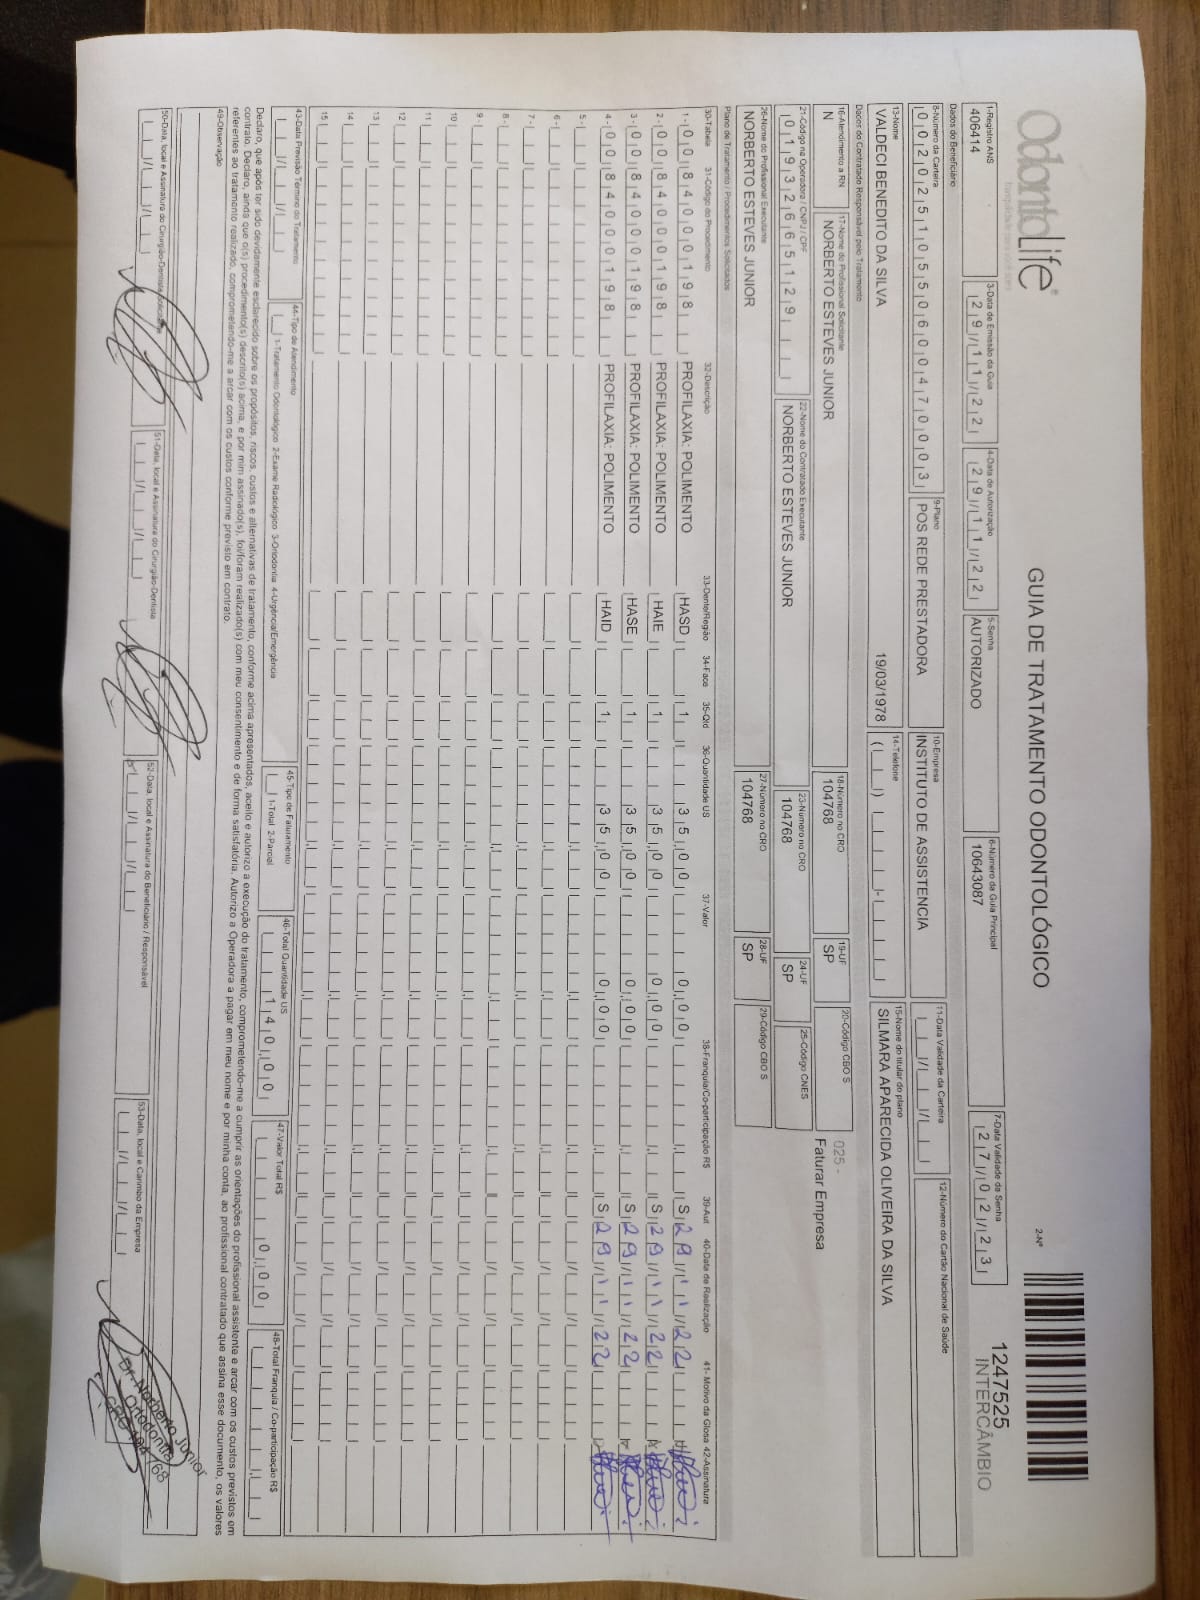 OdontoLife
GUIA DE TRATAMENTO ODONTOLÓGICO
2-Nº
1247525
INTERCÂMBIO
1-Registro ANS
406414
3-Data de Emissão da Guia
29/11/22
4-Data de Autorização
29/11/22
5-Senha
AUTORIZADO
6-Número da Guia Principal
10643087
7-Data Validade da Senha
27/02/23
Dados do Beneficiário
8-Número da Carteira
00202510550600470003
9-Plano
POS REDE PRESTADORA
10-Empresa
INSTITUTO DE ASSISTENCIA
11-Data Validade da Carteira
12-Número do Cartão Nacional de Saúde
13-Nome
VALDECI BENEDITO DA SILVA 19/03/1978
14-Telefone
15-Nome do titular do plano
SILMARA APARECIDA OLIVEIRA DA SILVA
Dados do Contratado Responsável pelo Tratamento
16-Atendimento a RN
N
17-Nome do Profissional Solicitante
NORBERTO ESTEVES JUNIOR
18-Número no CRO
104768
19-UF
SP
20-Código CBO S
025 -
Faturar Empresa
21-Código na Operadora / CNPJ / CPF
01932665129
22-Nome do Contratado Executante
NORBERTO ESTEVES JUNIOR
23-Número no CRO
104768
24-UF
SP
25-Código CNES
26-Nome do Profissional Executante
NORBERTO ESTEVES JUNIOR
27-Número no CRO
104768
28-UF
SP
29-Código CBO S
Plano de Tratamento / Procedimentos Solicitados
30-Tabela 31-Código do Procedimento 32-Descrição 33-Dente/Região 34-Face 35-Qtd 36-Quantidade US 37-Valor 38-Franquia/Co-participação R$ 39-Aut 40-Data de Realização 41- Motivo da Glosa 42-Assinatura
1- 00 84000198 PROFILAXIA: POLIMENTO HASD 1 35,00 0,00 S 29/11/22
2- 00 84000198 PROFILAXIA: POLIMENTO HAIE 1 35,00 0,00 S 29/11/22
3- 00 84000198 PROFILAXIA: POLIMENTO HASE 1 35,00 0,00 S 29/11/22
4- 00 84000198 PROFILAXIA: POLIMENTO HAID 1 35,00 0,00 S 29/11/22
5-
6-
7-
8-
9-
10
11
12
13
14
15
43-Data Previsão Término do Tratamento
44-Tipo de Atendimento
1-Tratamento Odontológico 2-Exame Radiológico 3-Ortodontia 4-Urgência/Emergência
45-Tipo de Faturamento
1-Total 2-Parcial
46-Total Quantidade US
140,00
47-Valor Total R$
0,00
48-Total Franquia / Co-participação R$
Declaro, que após ter sido devidamente esclarecido sobre os propósitos, riscos, custos e alternativas de tratamento, conforme acima apresentados, aceito e autorizo a execução do tratamento, comprometendo-me a cumprir as orientações do profissional assistente e arcar com os custos previstos em
contrato. Declaro, ainda que o(s) procedimento(s) descrito(s) acima, e por mim assinado(s), foi/foram realizado(s) com meu consentimento e de forma satisfatória. Autorizo a Operadora a pagar em meu nome e por minha conta, ao profissional contratado que assina esse documento, os valores
referentes ao tratamento realizado, comprometendo-me a arcar com os custos conforme previsto em contrato.
49-Observação
50-Data, local e Assinatura do Cirurgião-Dentista Solicitante
51-Data, local e Assinatura do Cirurgião-Dentista
52-Data, local e Assinatura do Beneficiário / Responsável
53-Data, local e Carimbo da Empresa
Dr. Norberto Junior
Ortodontia
CRO 104768